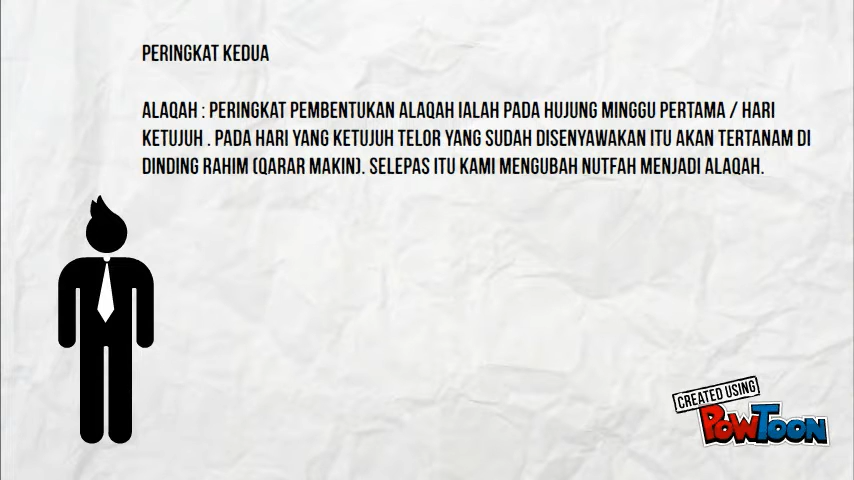 PERINGKAT KEDUA
ALAQAH : PERINGKAT PEMBENTUKAN ALAQAH IALAH PADA HUJUNG MINGGU PERTAMA / HARI
KETUJUH . PADA HARI YANG KETUJUH TELOR YANG SUDAH DISENYAWAKAN ITU AKAN TERTANAM DI
DINDING RAHIM (QARAR MAKIN). SELEPAS ITU KAMI MENGUBAH NUTFAH MENJADI ALAQAH.
CREATED USING
POWTOON